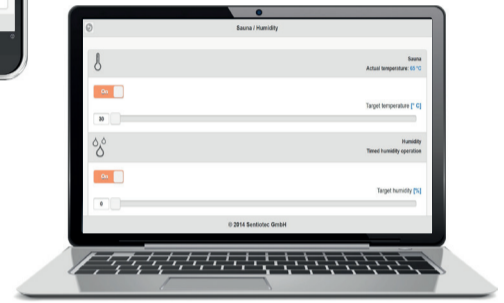 Sauna / Humidity
Sauna
Actual temperature: 88 °C
On
Target temperature [° C]
30
Humidity
Timed humidity operation
On
Target humidity [%]
0
© 2014 Sentiotec GmbH